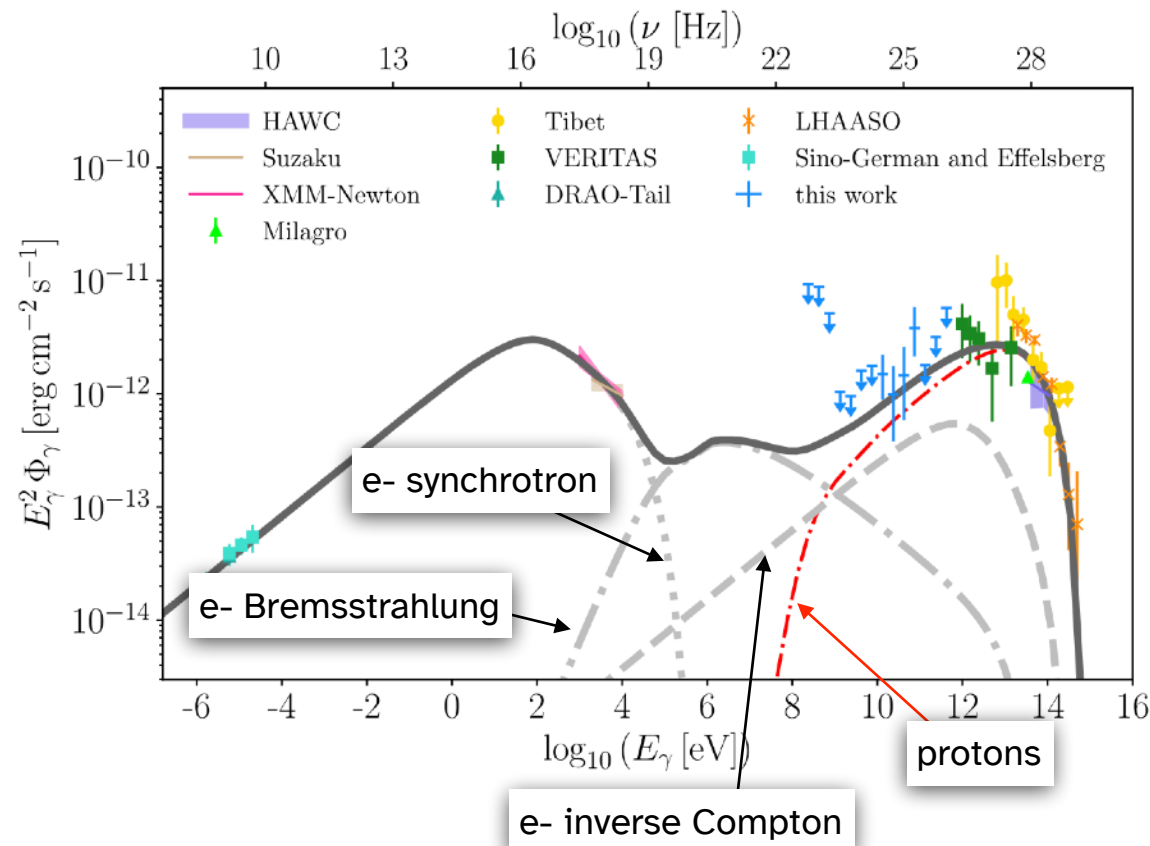 log₁₀ (ν [Hz])
10 13 16 19 22 25 28
HAWC Tibet LHAASO
Suzaku VERITAS Sino-German and Effelsberg
XMM-Newton DRAO-Tail this work
Milagro
10⁻¹⁰
10⁻¹¹
10⁻¹²
10⁻¹³
10⁻¹⁴
E²ᵧ Φᵧ [erg cm⁻² s⁻¹]
e- synchrotron
e- Bremsstrahlung
-6 -4 -2 0 2 4 6 8 10 12 14 16
log₁₀ (Eᵧ [eV])
protons
e- inverse Compton